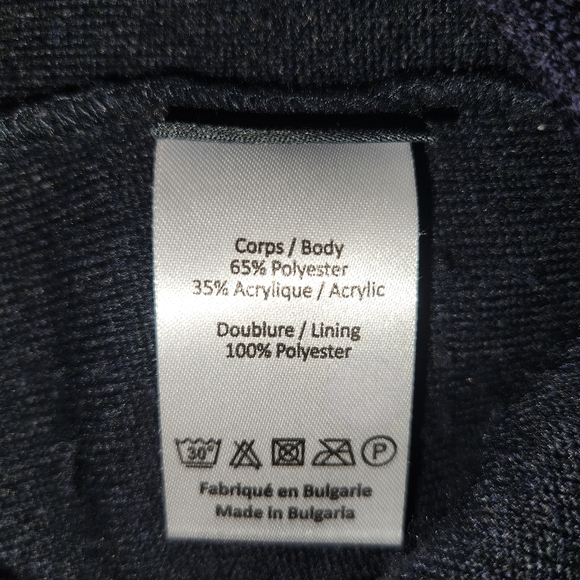 Corps / Body
65% Polyester
35% Acrylique / Acrylic
Doublure / Lining
100% Polyester
30° P
Fabriqué en Bulgarie
Made in Bulgaria